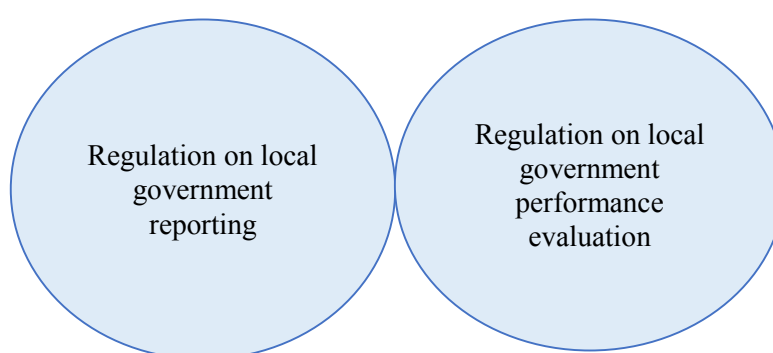 Regulation on local
government
reporting
Regulation on local
government
performance
evaluation